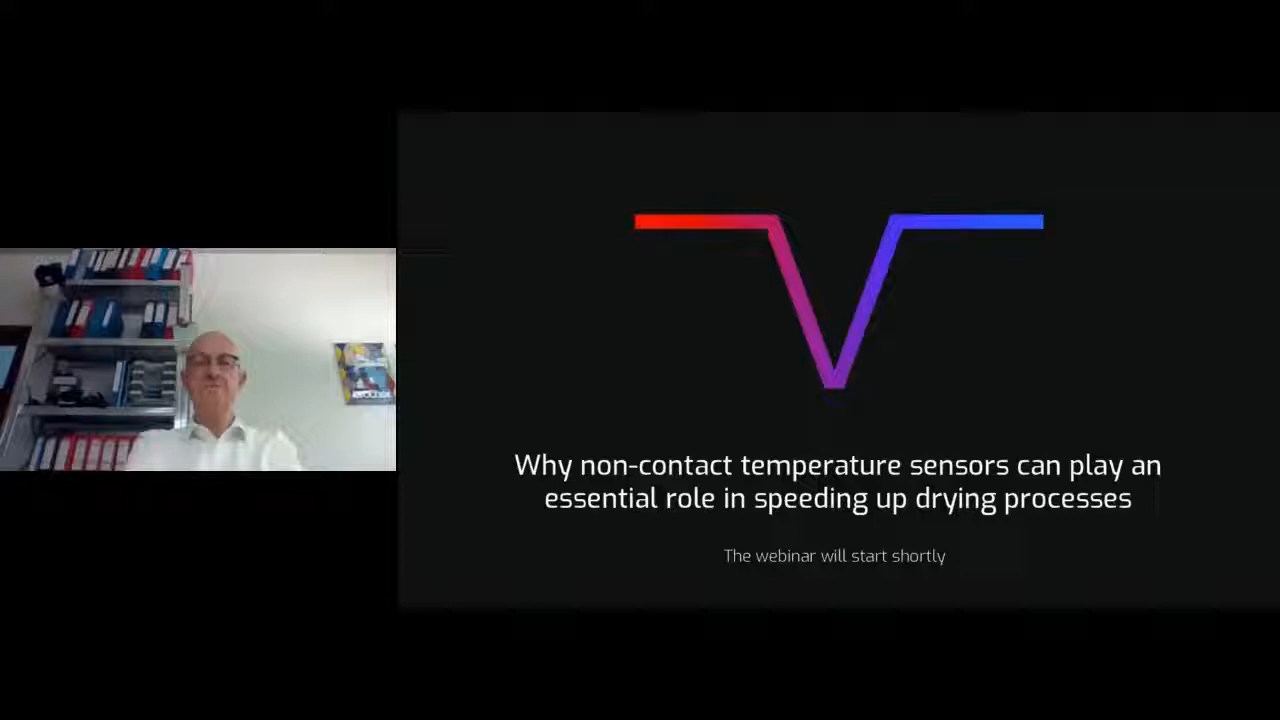 Why non-contact temperature sensors can play an
essential role in speeding up drying processes
The webinar will start shortly